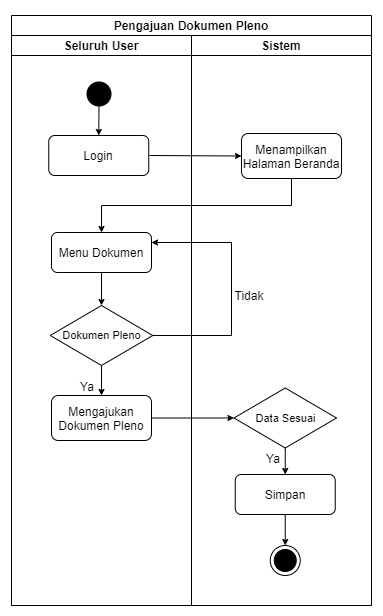 Pengajuan Dokumen Pleno
Seluruh User
Sistem
Login
Menampilkan
Halaman Beranda
Menu Dokumen
Tidak
Dokumen Pleno
Ya
Mengajukan
Dokumen Pleno
Data Sesuai
Ya
Simpan